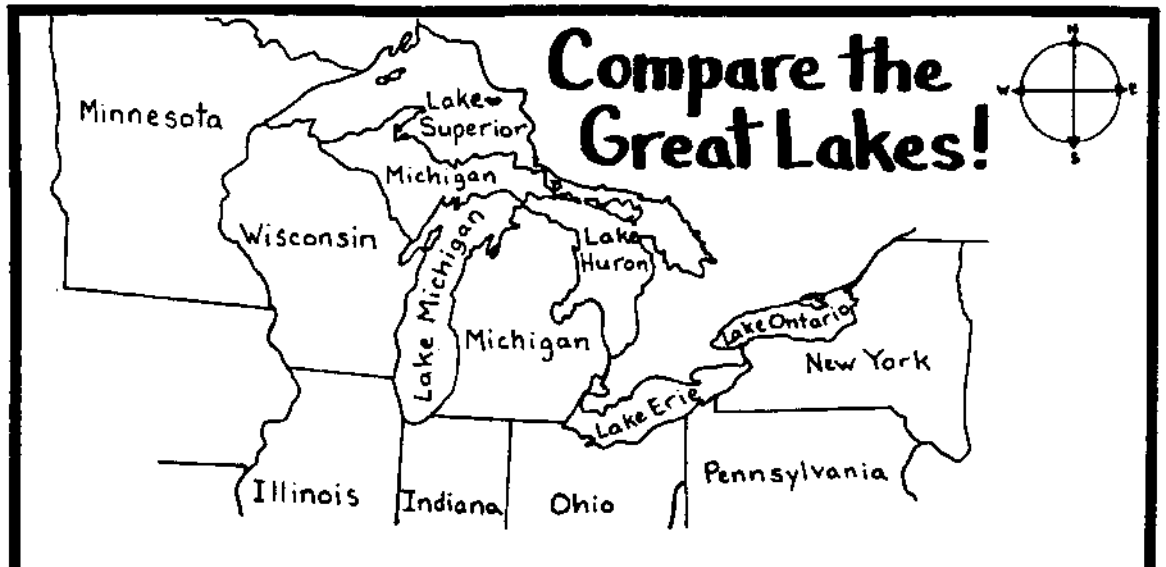 Compare the
Great Lakes!
N
W
E
S
Minnesota
Lake
Superior
Michigan
Wisconsin
Lake Michigan
Lake
Huron
Michigan
Lake Ontario
New York
Lake Erie
Pennsylvania
Illinois
Indiana
Ohio